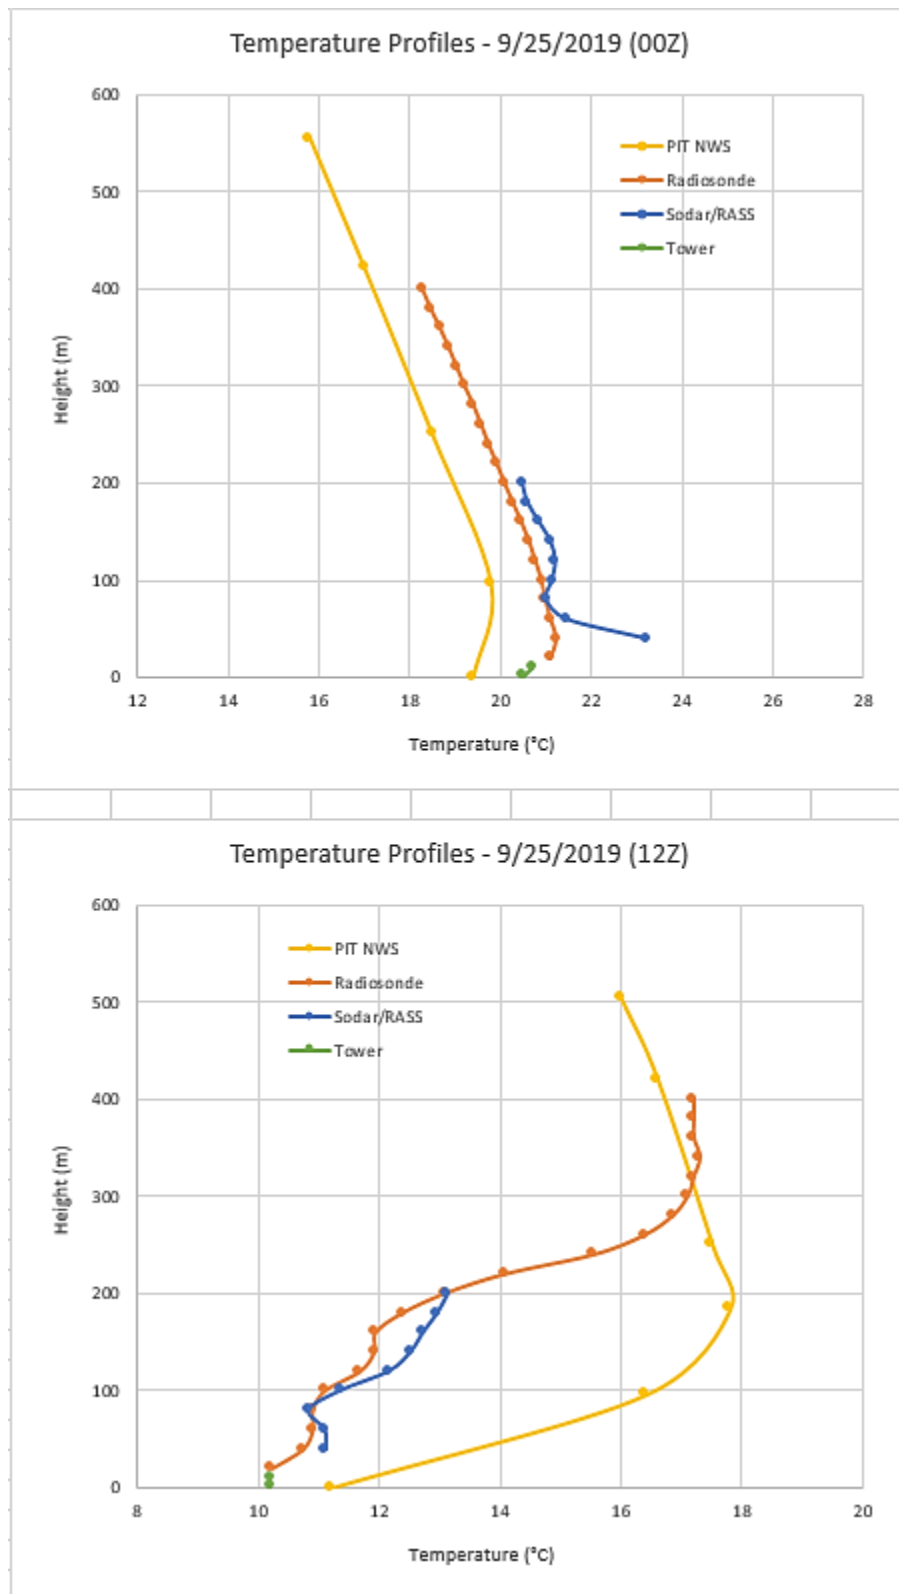 Temperature Profiles - 9/25/2019 (00Z)
600
500
400
300
200
100
0
Height (m)
PIT NWS
Radiosonde
Sodar/RASS
Tower
12 14 16 18 20 22 24 26 28
Temperature (°C)
Temperature Profiles - 9/25/2019 (12Z)
600
500
400
300
200
100
0
Height (m)
PIT NWS
Radiosonde
Sodar/RASS
Tower
8 10 12 14 16 18 20
Temperature (°C)